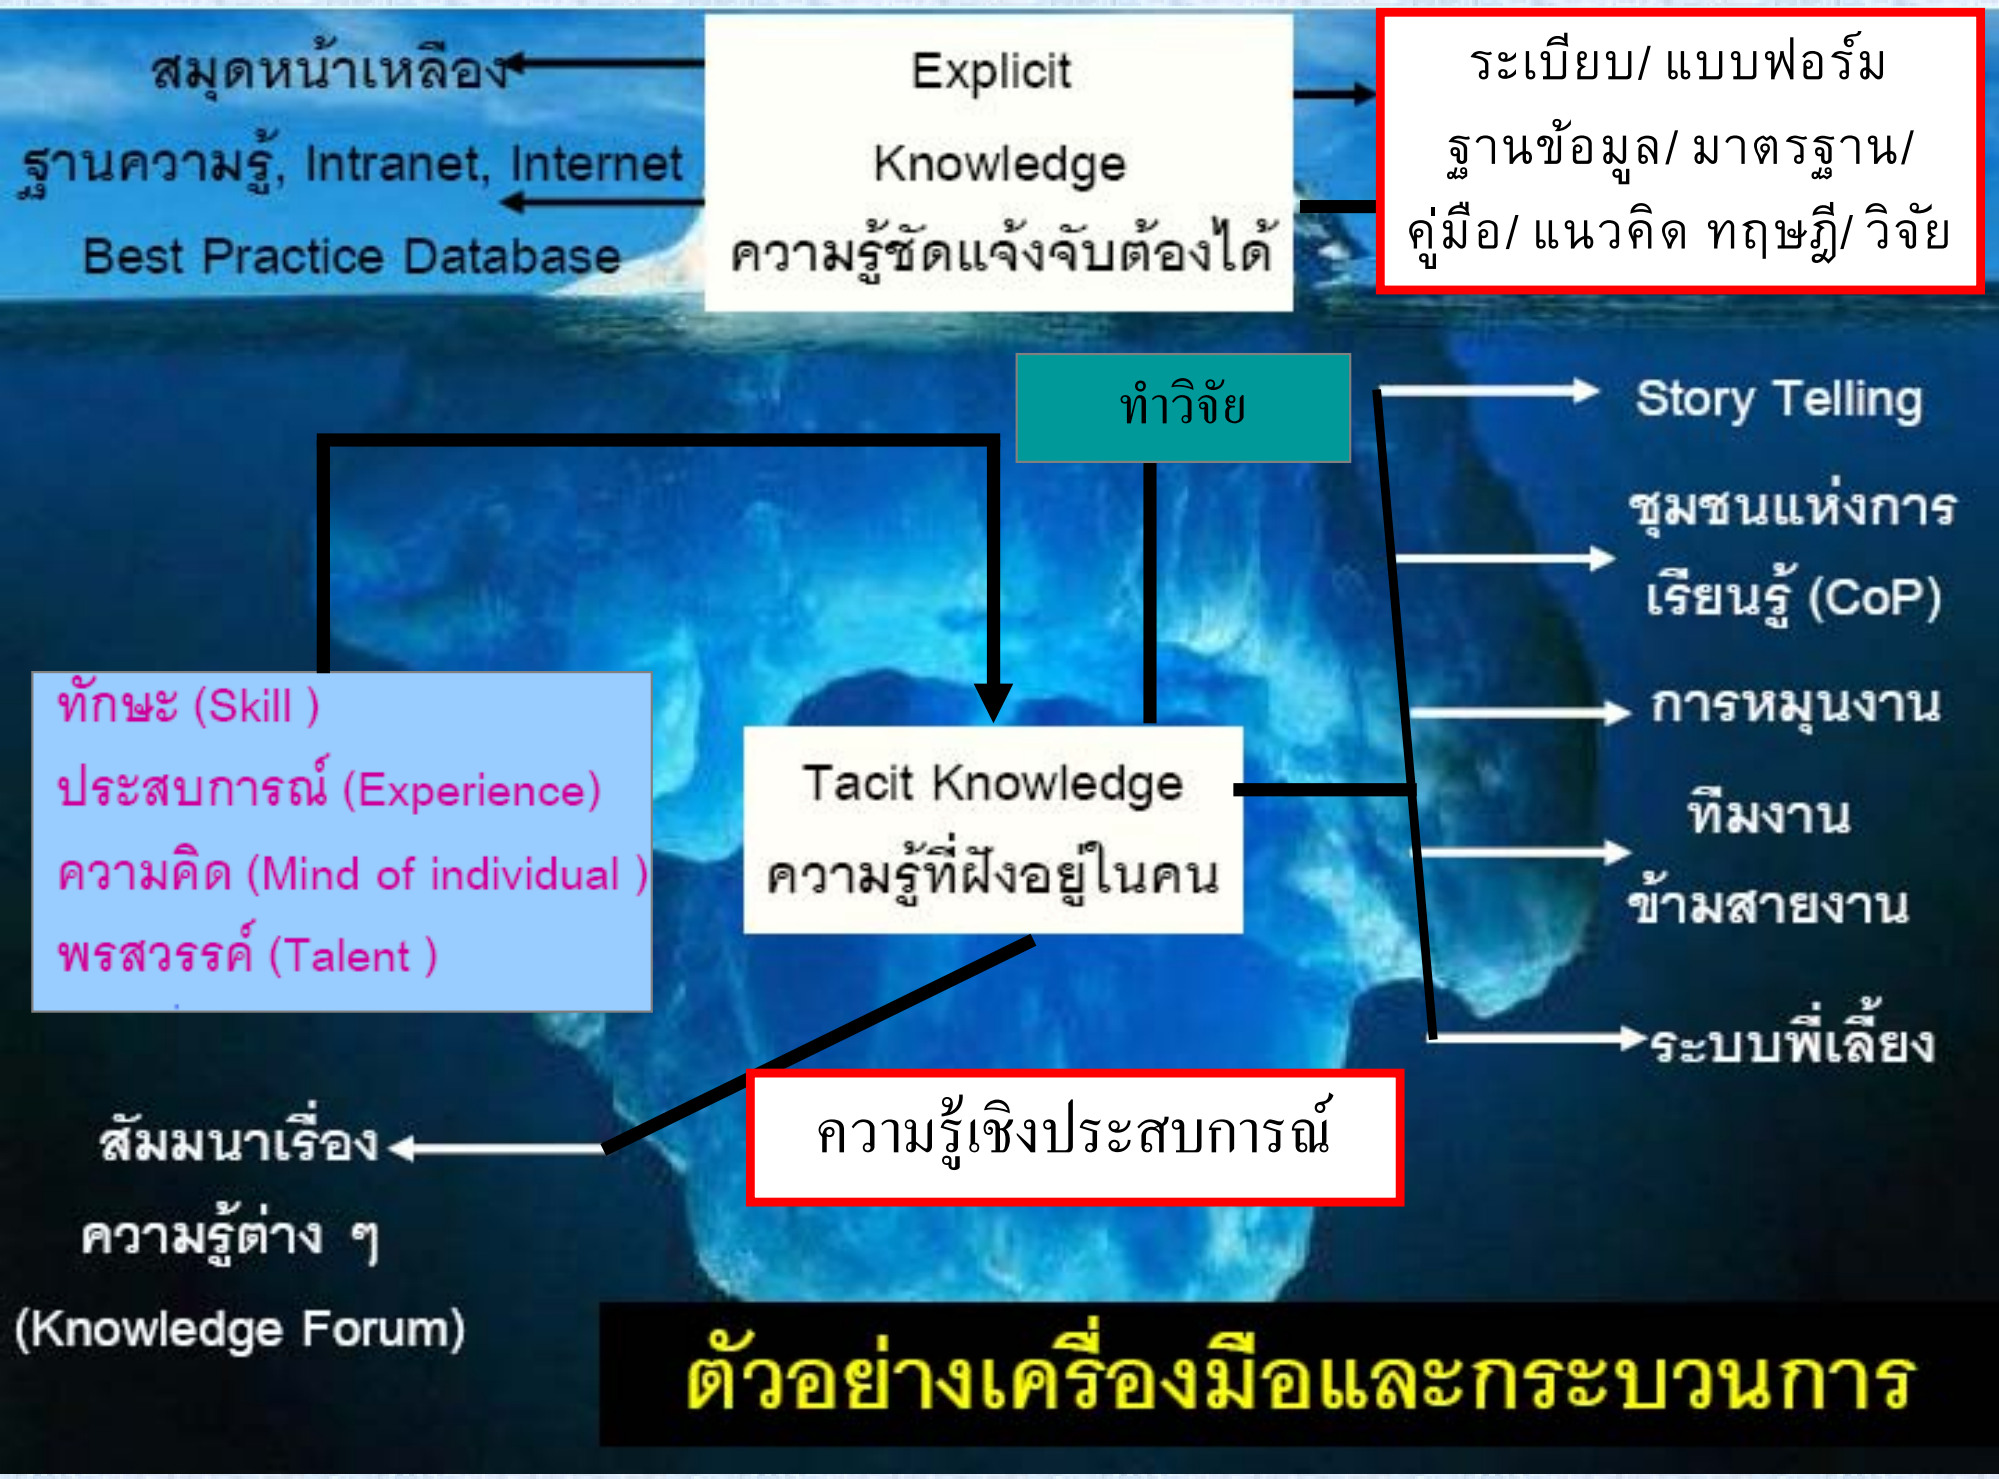 สมุดหน้าเหลือง
ฐานความรู้, Intranet, Internet
Best Practice Database
Explicit
Knowledge
ความรู้ชัดแจ้งจับต้องได้
ระเบียบ/ แบบฟอร์ม
ฐานข้อมูล/ มาตรฐาน/
คู่มือ/ แนวคิด ทฤษฎี/ วิจัย
ทำวิจัย
Story Telling
ชุมชนแห่งการ
เรียนรู้ (CoP)
การหมุนงาน
ทีมงาน
ข้ามสายงาน
ระบบพี่เลี้ยง
ทักษะ (Skill )
ประสบการณ์ (Experience)
ความคิด (Mind of individual )
พรสวรรค์ (Talent )
Tacit Knowledge
ความรู้ที่ฝังอยู่ในคน
ความรู้เชิงประสบการณ์
สัมมนาเรื่อง
ความรู้ต่าง ๆ
(Knowledge Forum)
ตัวอย่างเครื่องมือและกระบวนการ